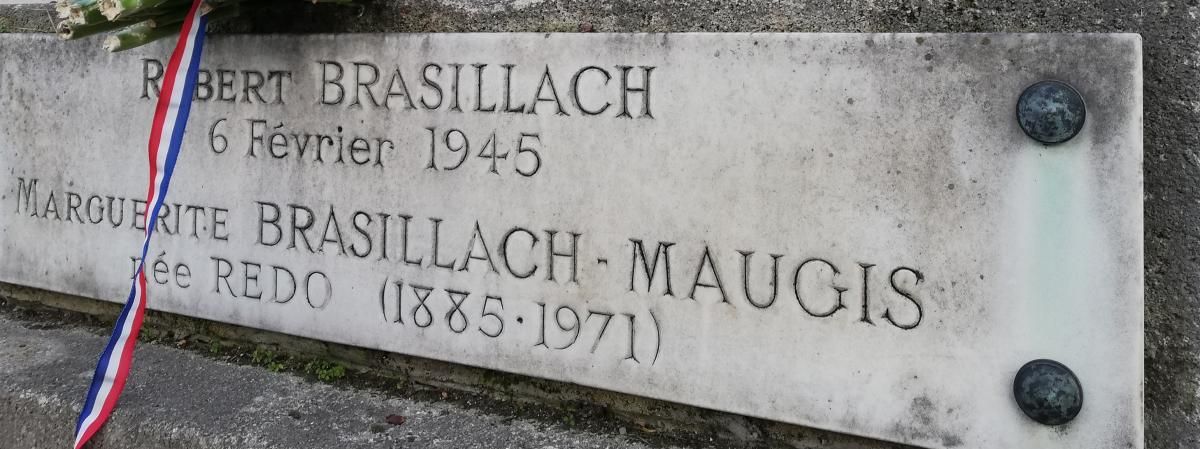 ROBERT BRASILLACH
6 Février 1945
MARGUERITE BRASILLACH - MAUGIS
née REDO (1885 · 1971)